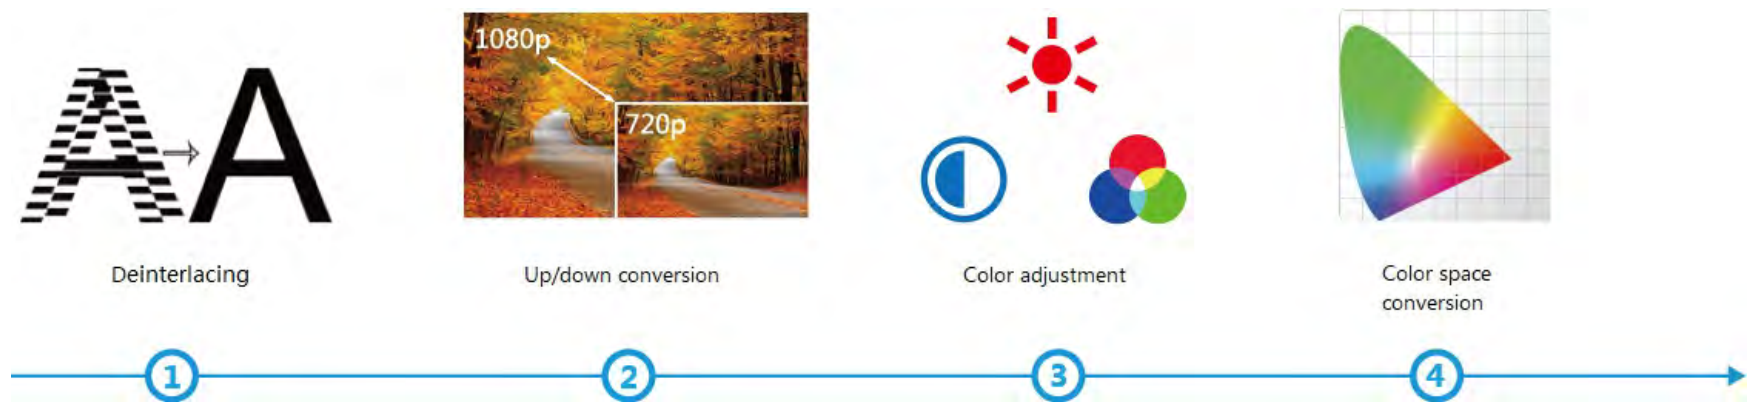 A
A
1080p
720p
Deinterlacing
Up/down conversion
Color adjustment
Color space
conversion
1
2
3
4